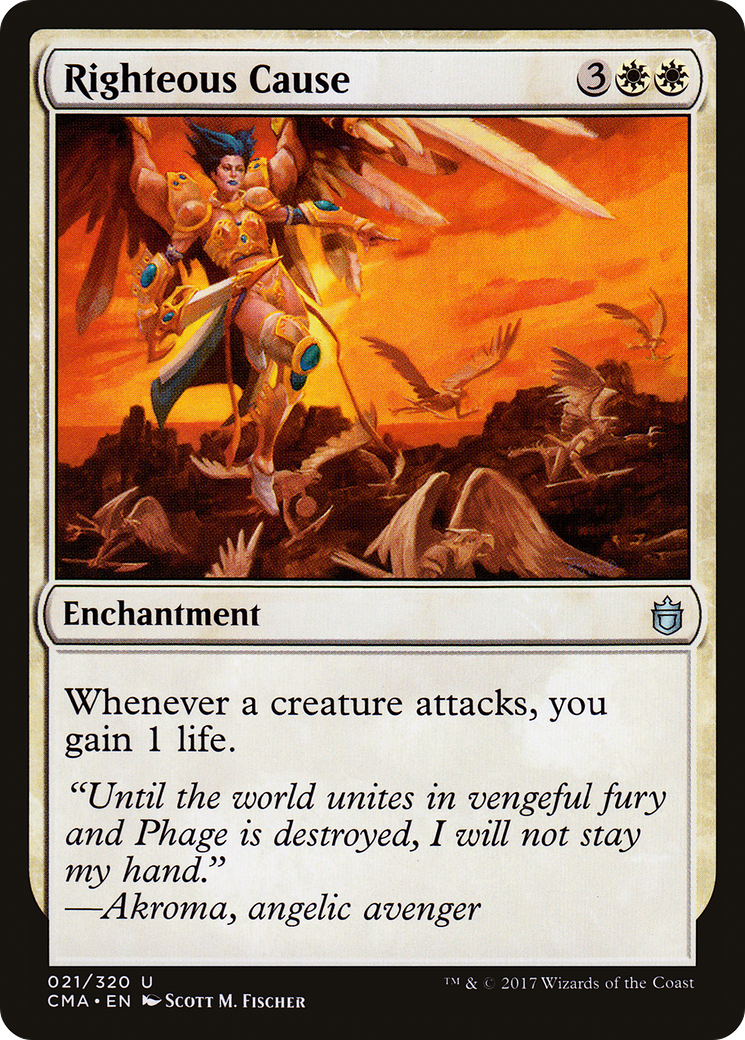 Righteous Cause 3
Enchantment
Whenever a creature attacks, you
gain 1 life.
“Until the world unites in vengeful fury
and Phage is destroyed, I will not stay
my hand.”
—Akroma, angelic avenger
021/320 U
™ & © 2017 Wizards of the Coast
CMA • EN Scott M. Fischer